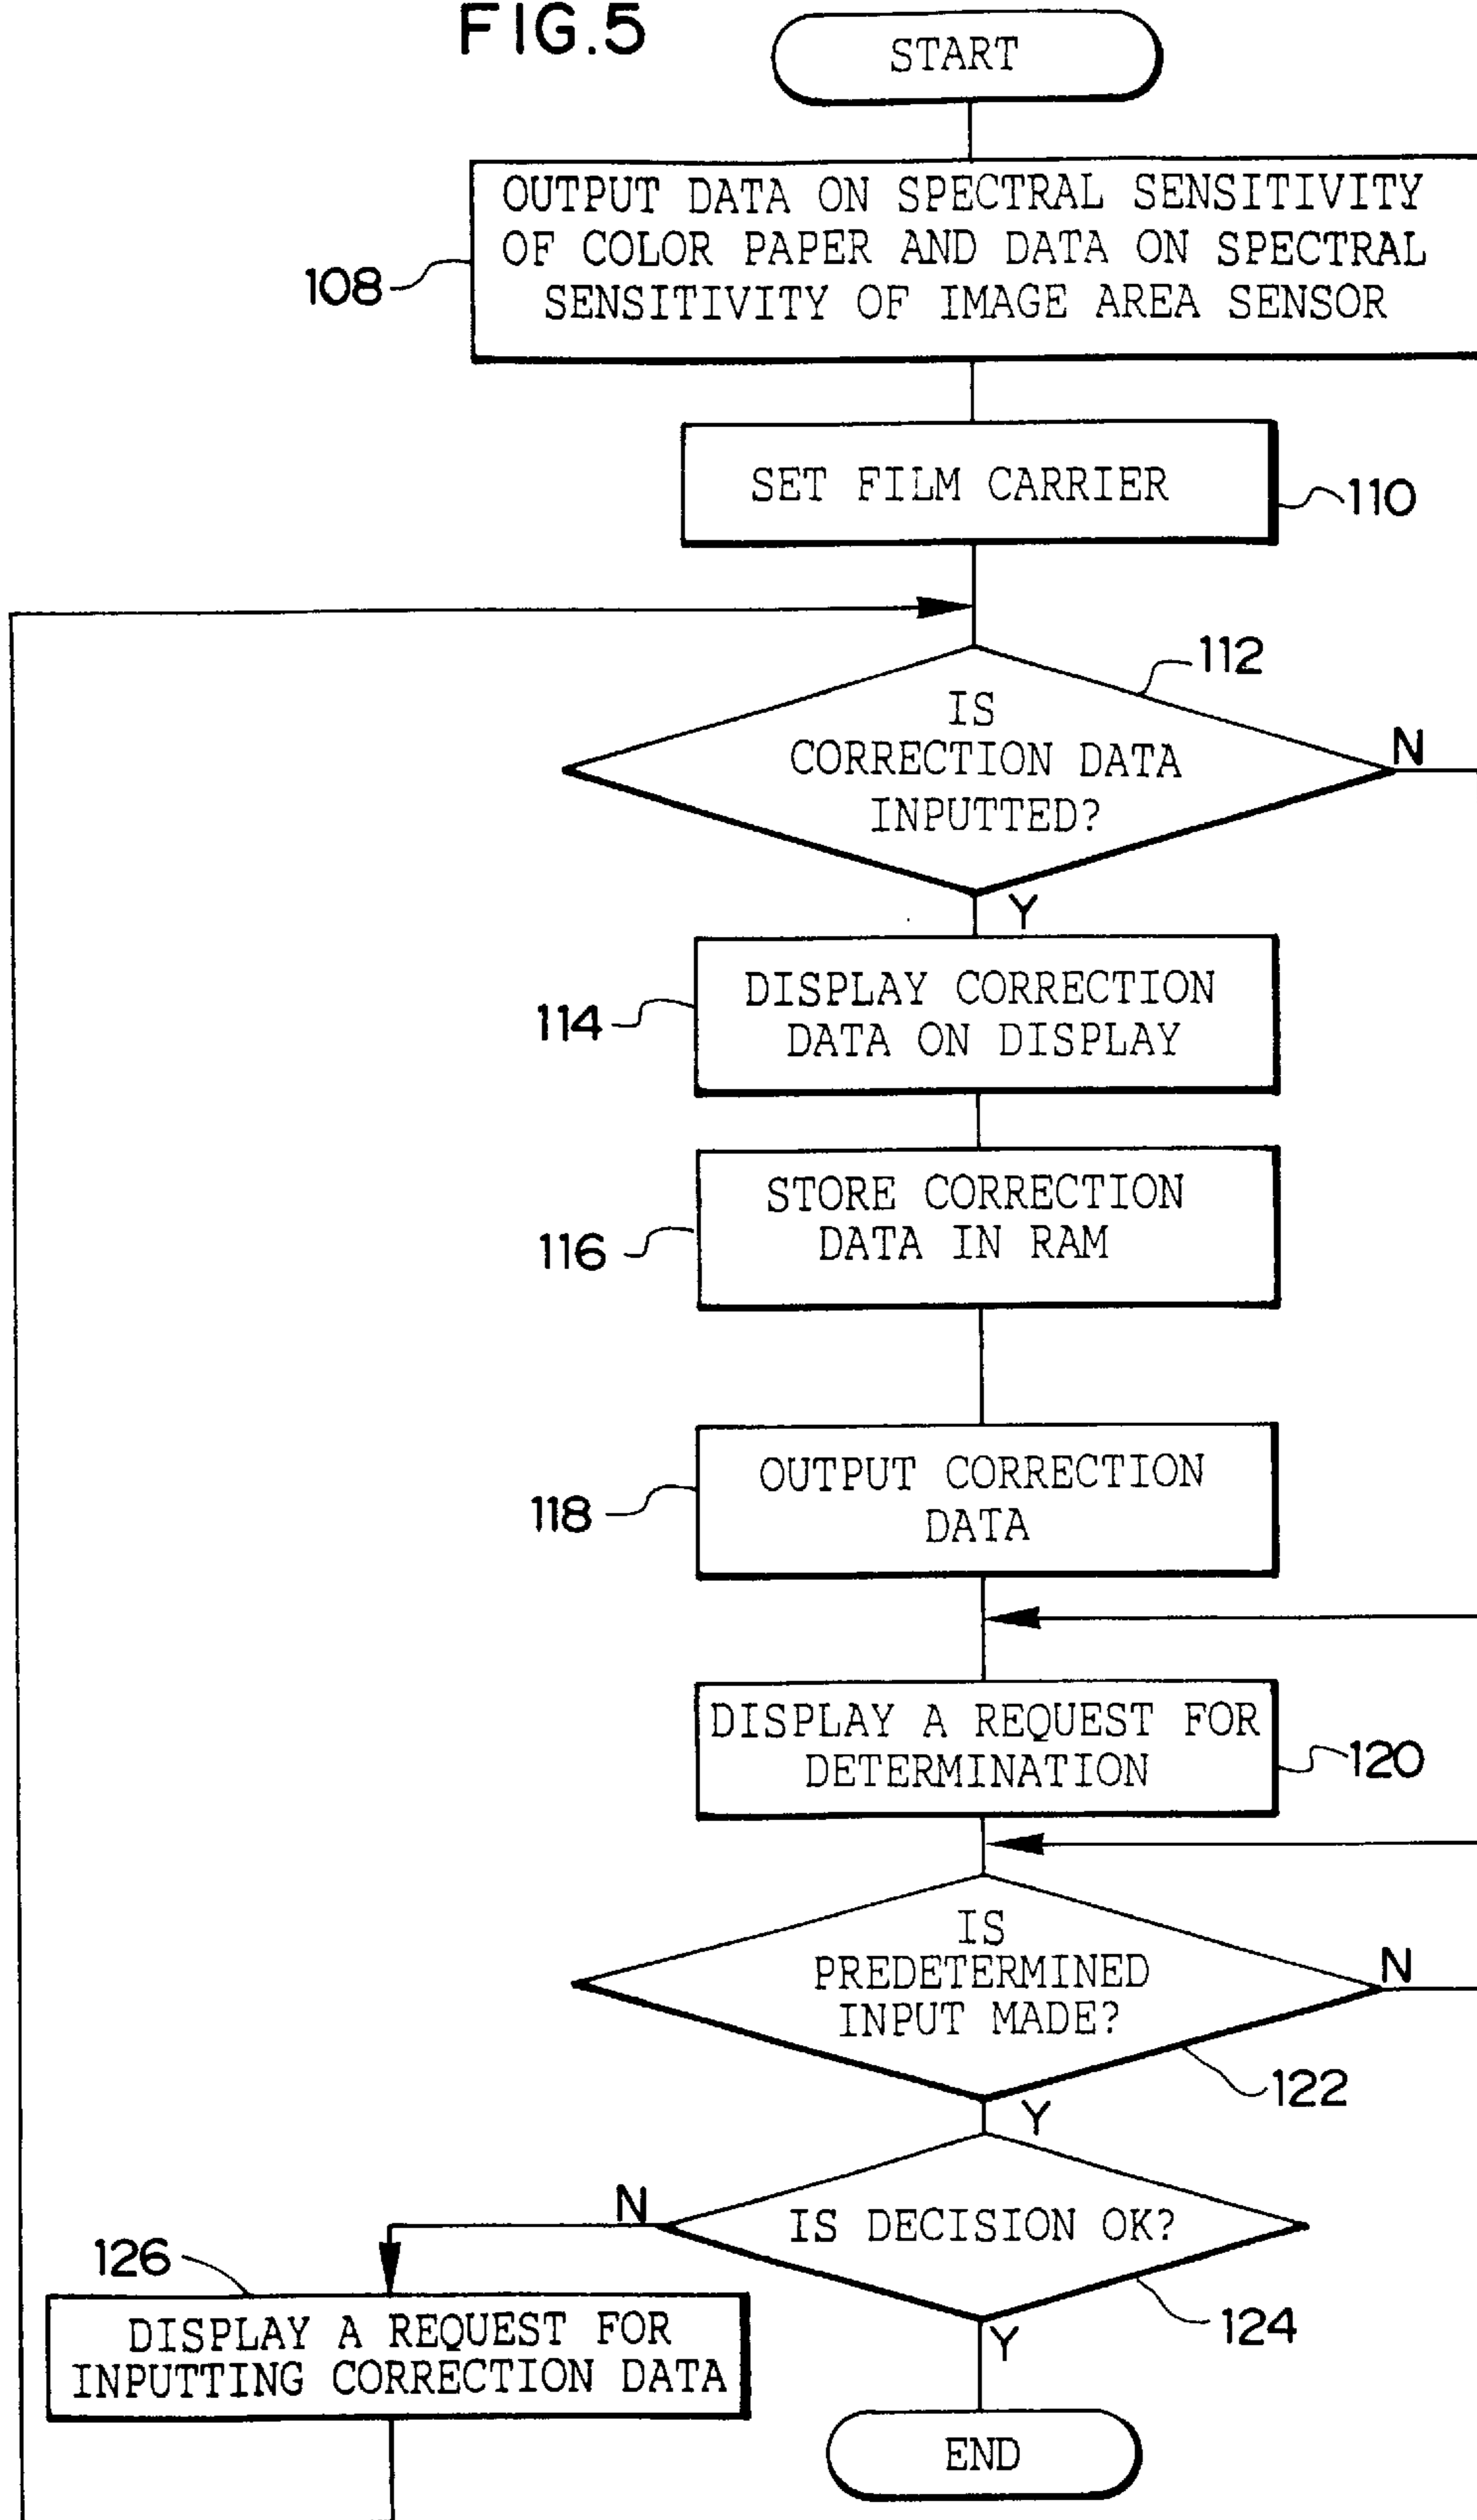 FIG.5
START
OUTPUT DATA ON SPECTRAL SENSITIVITY
OF COLOR PAPER AND DATA ON SPECTRAL
SENSITIVITY OF IMAGE AREA SENSOR
108
SET FILM CARRIER
110
112
IS
CORRECTION DATA
INPUTTED?
N
Y
DISPLAY CORRECTION
DATA ON DISPLAY
114
STORE CORRECTION
DATA IN RAM
116
OUTPUT CORRECTION
DATA
118
DISPLAY A REQUEST FOR
DETERMINATION
120
IS
PREDETERMINED
INPUT MADE?
N
122
Y
IS DECISION OK?
N
124
Y
126
DISPLAY A REQUEST FOR
INPUTTING CORRECTION DATA
END